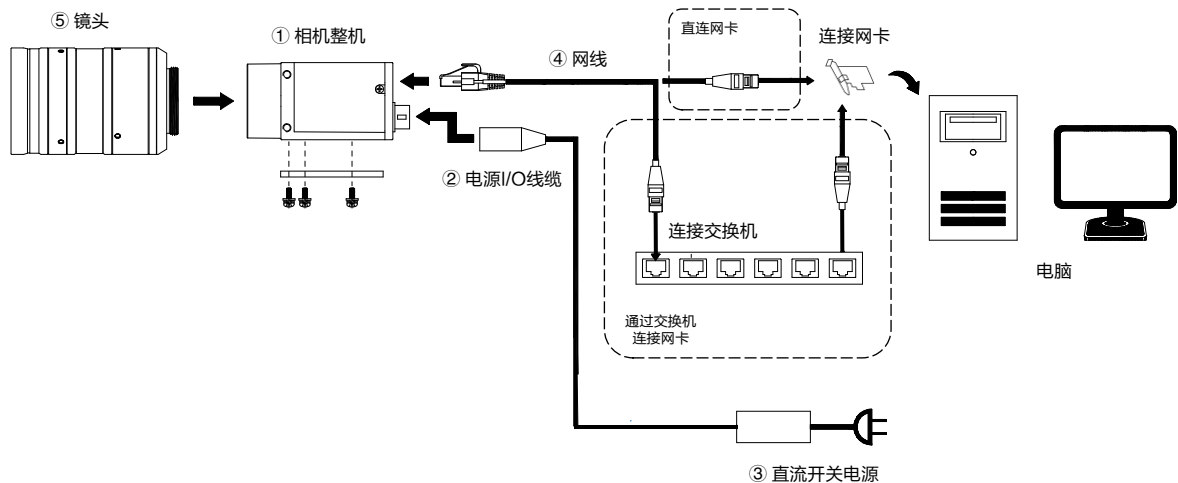 ⑤ 镜头
① 相机整机
④ 网线
直连网卡
连接网卡
② 电源I/O线缆
连接交换机
电脑
通过交换机
连接网卡
③ 直流开关电源